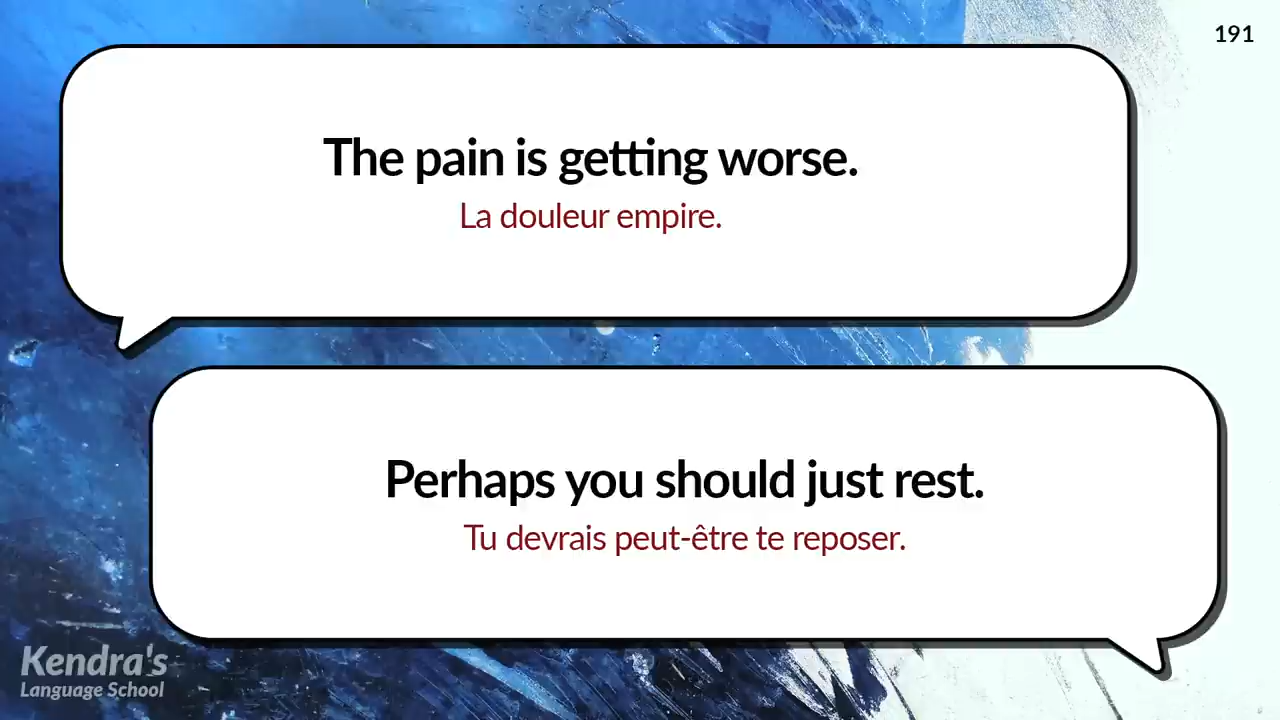 191
The pain is getting worse.
La douleur empire.
Perhaps you should just rest.
Tu devrais peut-être te reposer.
Kendra's
Language School